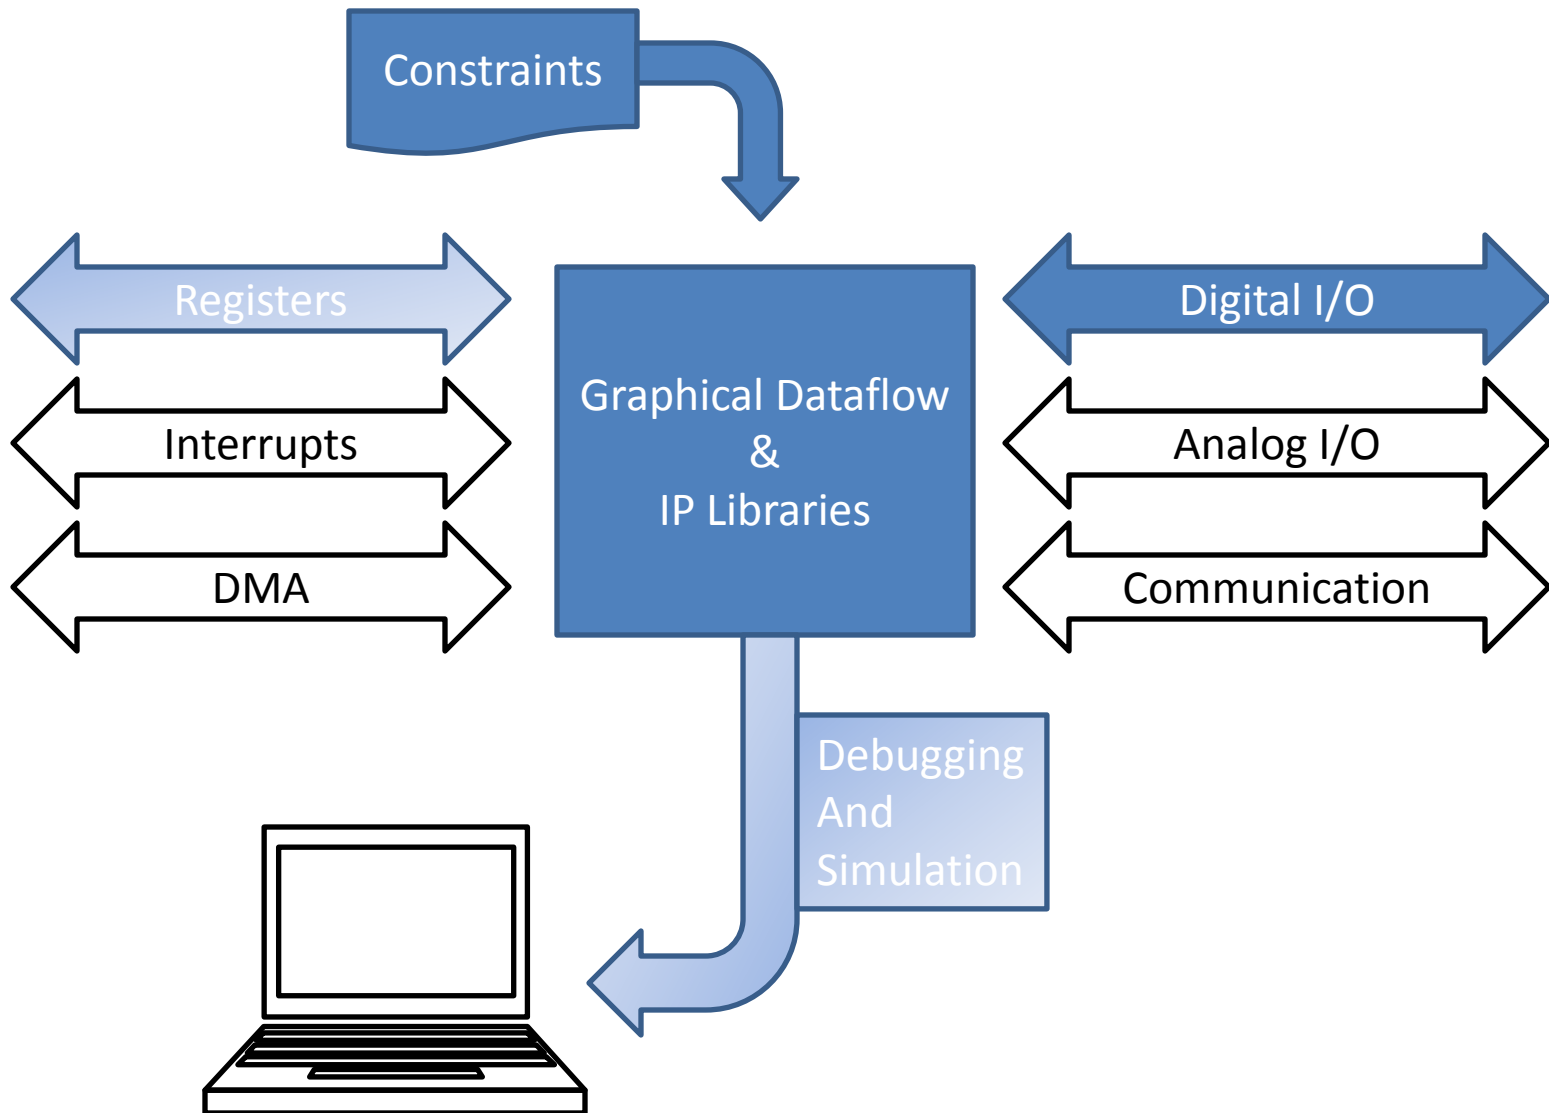 Constraints
Registers
Digital I/O
Graphical Dataflow
&
IP Libraries
Interrupts
Analog I/O
DMA
Communication
Debugging
And
Simulation